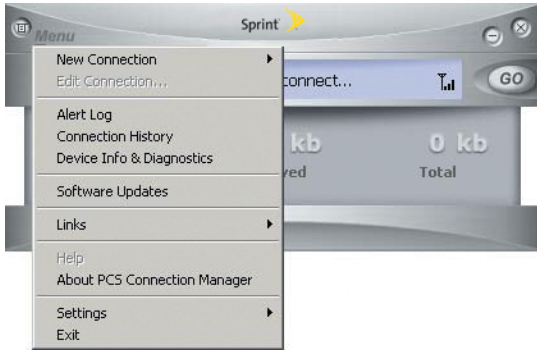 Sprint
Menu
New Connection
Edit Connection...
connect...
GO
Alert Log
Connection History
Device Info & Diagnostics
kb
0 kb
Total
Software Updates
Links
Help
About PCS Connection Manager
Settings
Exit